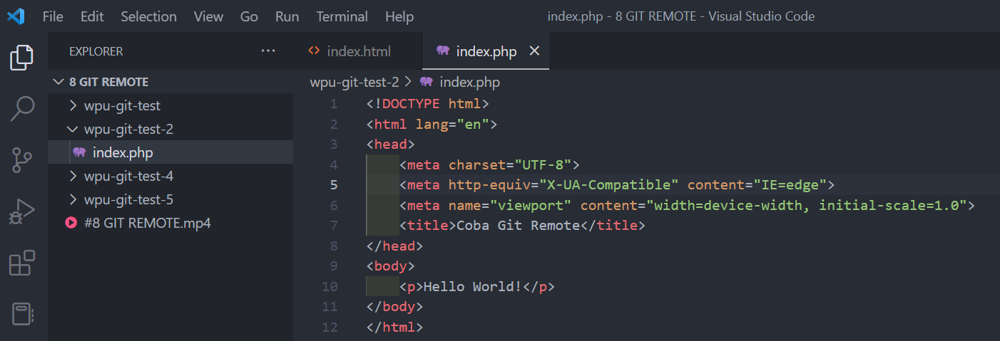 File Edit Selection View Go Run Terminal Help index.php - 8 GIT REMOTE - Visual Studio Code
EXPLORER ···
8 GIT REMOTE
wpu-git-test
wpu-git-test-2
index.php
wpu-git-test-4
wpu-git-test-5
#8 GIT REMOTE.mp4
index.html index.php
wpu-git-test-2 > index.php
1 <!DOCTYPE html>
2 <html lang="en">
3 <head>
4 <meta charset="UTF-8">
5 <meta http-equiv="X-UA-Compatible" content="IE=edge">
6 <meta name="viewport" content="width=device-width, initial-scale=1.0">
7 <title>Coba Git Remote</title>
8 </head>
9 <body>
10 <p>Hello World!</p>
11 </body>
12 </html>